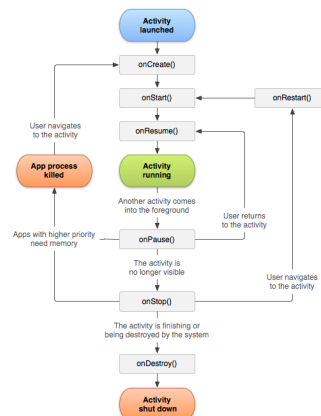 Activity
launched
onCreate()
onStart()
onRestart()
onResume()
User navigates
to the activity
App process
killed
Activity
running
Another activity comes
into the foreground
User returns
to the activity
Apps with higher priority
need memory
onPause()
The activity is
no longer visible
User navigates
to the activity
onStop()
The activity is finishing or
being destroyed by the system
onDestroy()
Activity
shut down